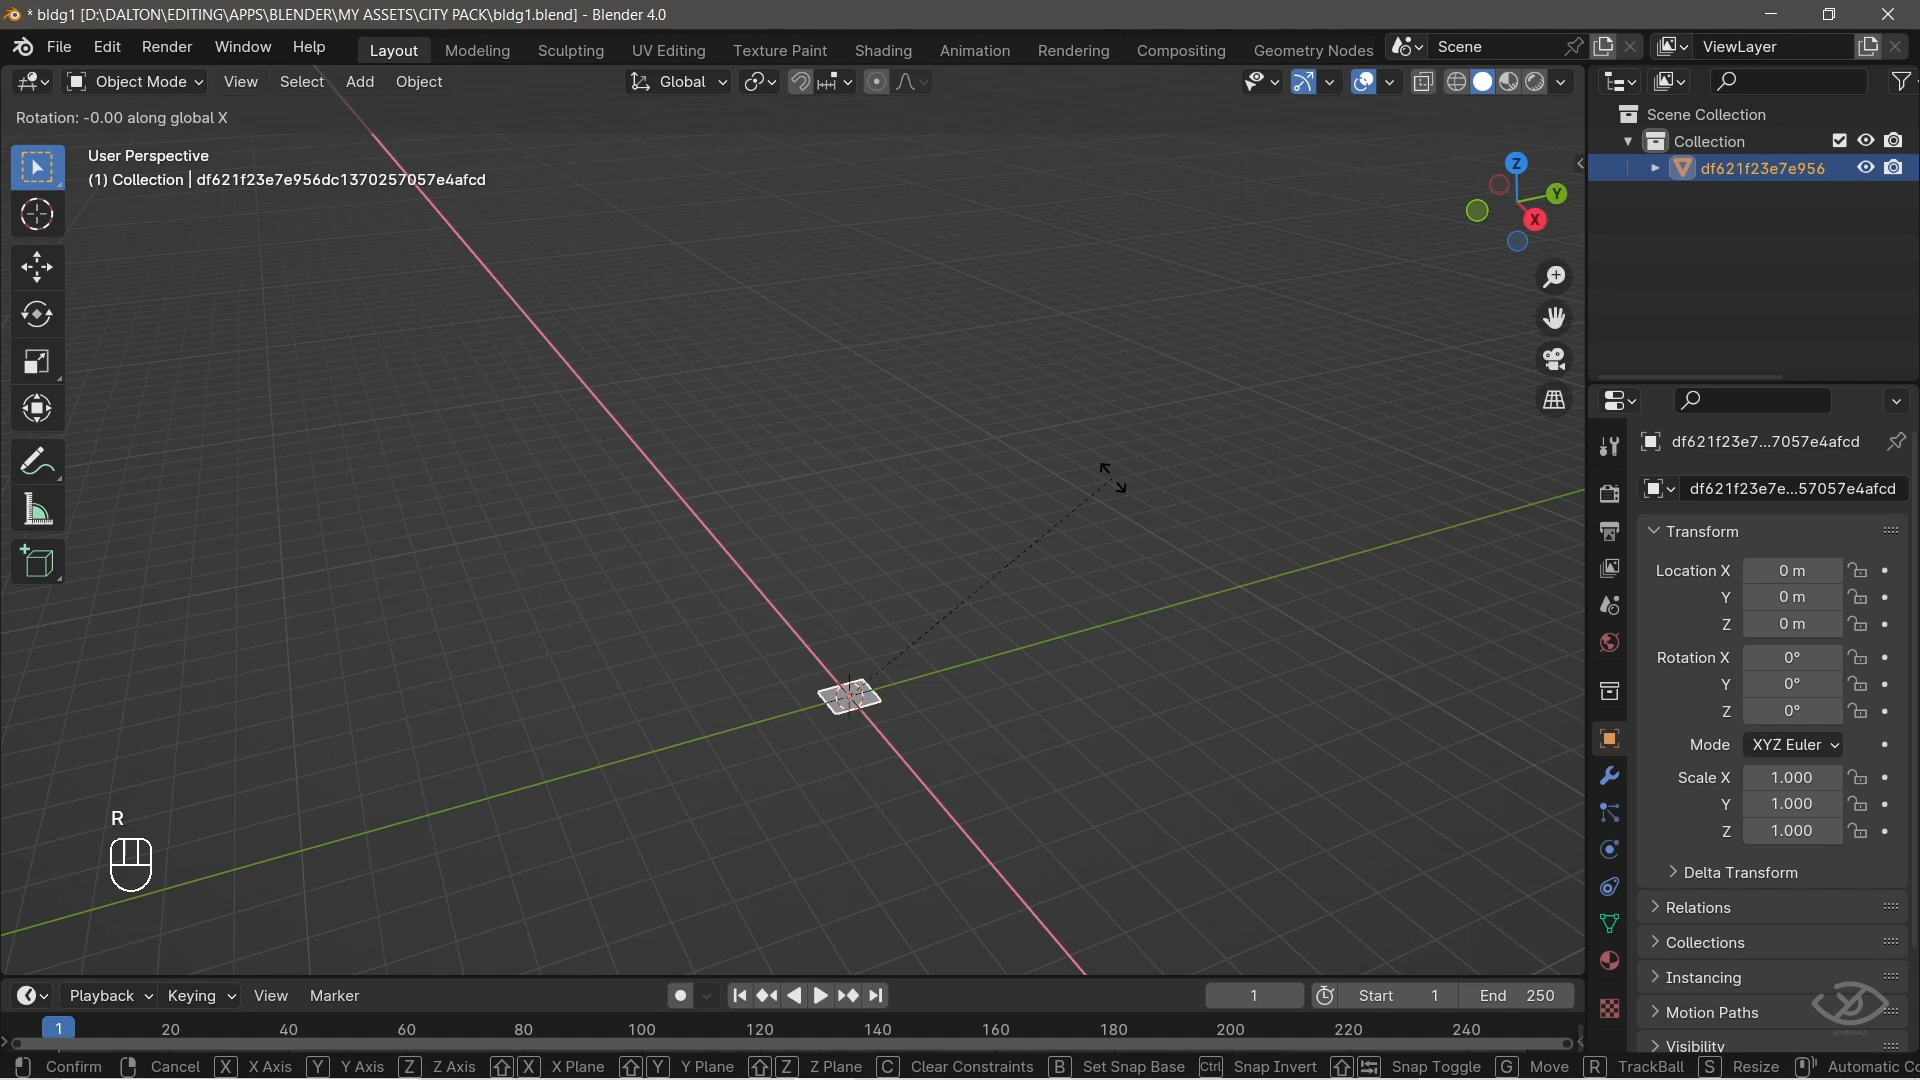 * bldg1 [D:\DALTON\EDITING\APPS\BLENDER\MY ASSETS\CITY PACK\bldg1.blend] - Blender 4.0
File Edit Render Window Help Layout Modeling Sculpting UV Editing Texture Paint Shading Animation Rendering Compositing Geometry Nodes Scene ViewLayer
Object Mode View Select Add Object Global
Rotation: -0.00 along global X
User Perspective
(1) Collection | df621f23e7e956dc1370257057e4afcd
Z
Y
X
Scene Collection
Collection
df621f23e7e956
df621f23e7...7057e4afcd
df621f23e7e...57057e4afcd
Transform
Location X 0 m
Y 0 m
Z 0 m
Rotation X 0°
Y 0°
Z 0°
Mode XYZ Euler
Scale X 1.000
Y 1.000
Z 1.000
Delta Transform
Relations
Collections
Instancing
Motion Paths
Visibility
R
Playback Keying View Marker 1 Start 1 End 250
1 20 40 60 80 100 120 140 160 180 200 220 240
Confirm Cancel X X Axis Y Y Axis Z Z Axis X X Plane Y Y Plane Z Z Plane C Clear Constraints B Set Snap Base Ctrl Snap Invert Snap Toggle G Move R TrackBall S Resize Automatic Co